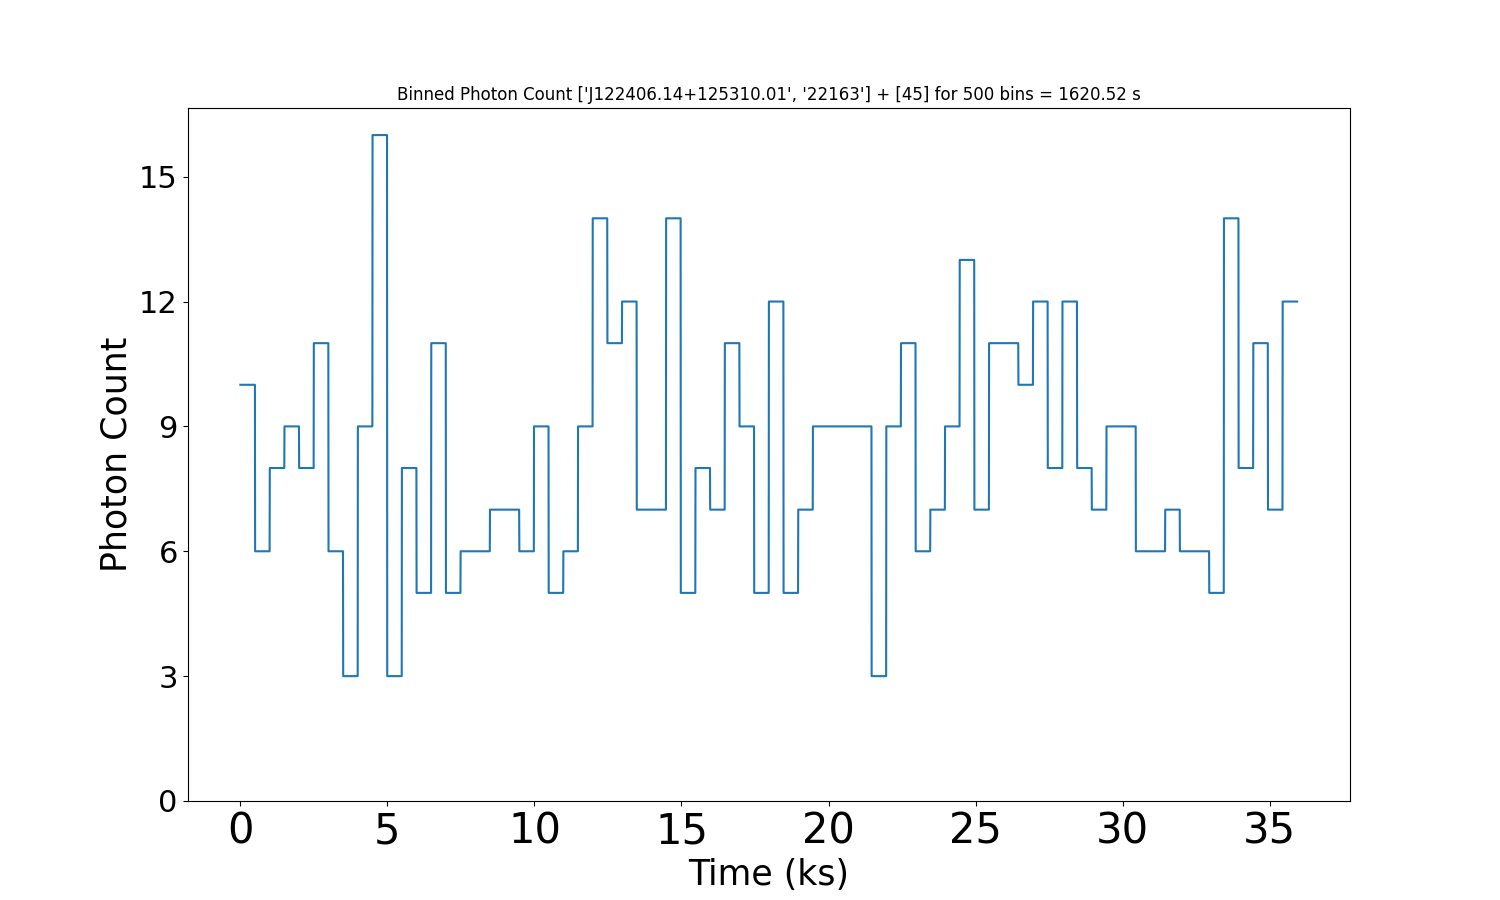 Binned Photon Count ['J122406.14+125310.01', '22163'] + [45] for 500 bins = 1620.52 s
15
12
9
6
3
0
Photon Count
0 5 10 15 20 25 30 35
Time (ks)